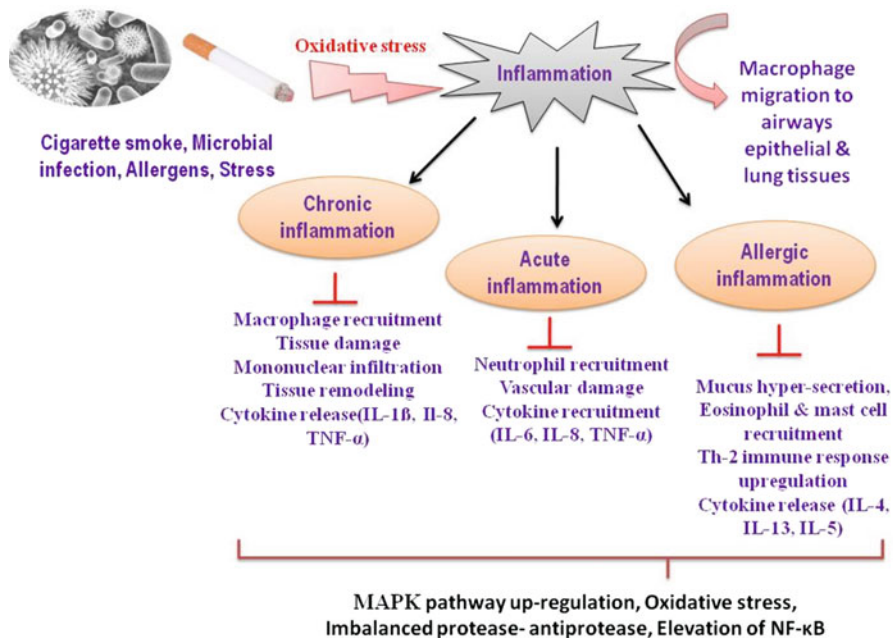 Oxidative stress
Inflammation
Macrophage
migration to
airways
epithelial &
lung tissues
Cigarette smoke, Microbial
infection, Allergens, Stress
Chronic
inflammation
Acute
inflammation
Allergic
inflammation
Macrophage recruitment
Tissue damage
Mononuclear infiltration
Tissue remodeling
Cytokine release(IL-1ß, Il-8,
TNF-α)
Neutrophil recruitment
Vascular damage
Cytokine recruitment
(IL-6, IL-8, TNF-α)
Mucus hyper-secretion,
Eosinophil & mast cell
recruitment
Th-2 immune response
upregulation
Cytokine release (IL-4,
IL-13, IL-5)
MAPK pathway up-regulation, Oxidative stress,
Imbalanced protease- antiprotease, Elevation of NF-κB